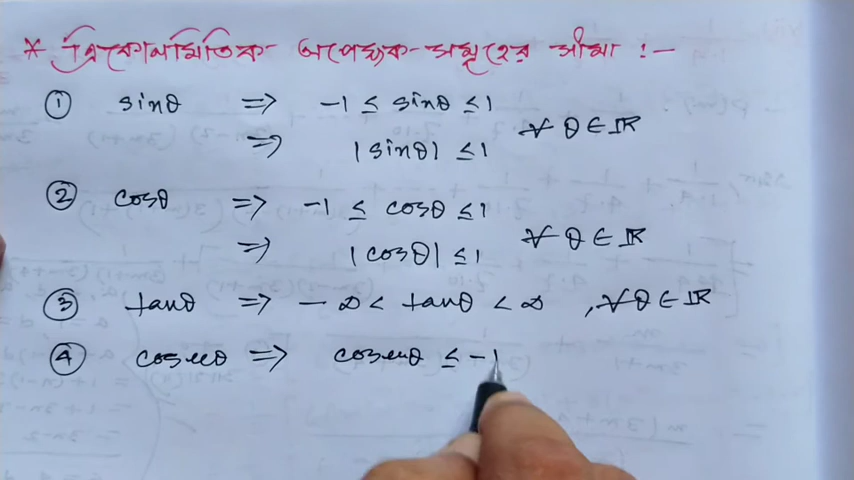 * ত্রিকোনমিতিক অপেক্ষক-সমূহের সীমা :—
① sinθ ⇒ -1 ≤ sinθ ≤ 1
⇒ |sinθ| ≤ 1 ∀ θ ∈ ℝ
② cosθ ⇒ -1 ≤ cosθ ≤ 1
⇒ |cosθ| ≤ 1 ∀ θ ∈ ℝ
③ tanθ ⇒ -∞ < tanθ < ∞ , ∀ θ ∈ ℝ
④ cosecθ ⇒ cosecθ ≤ -1